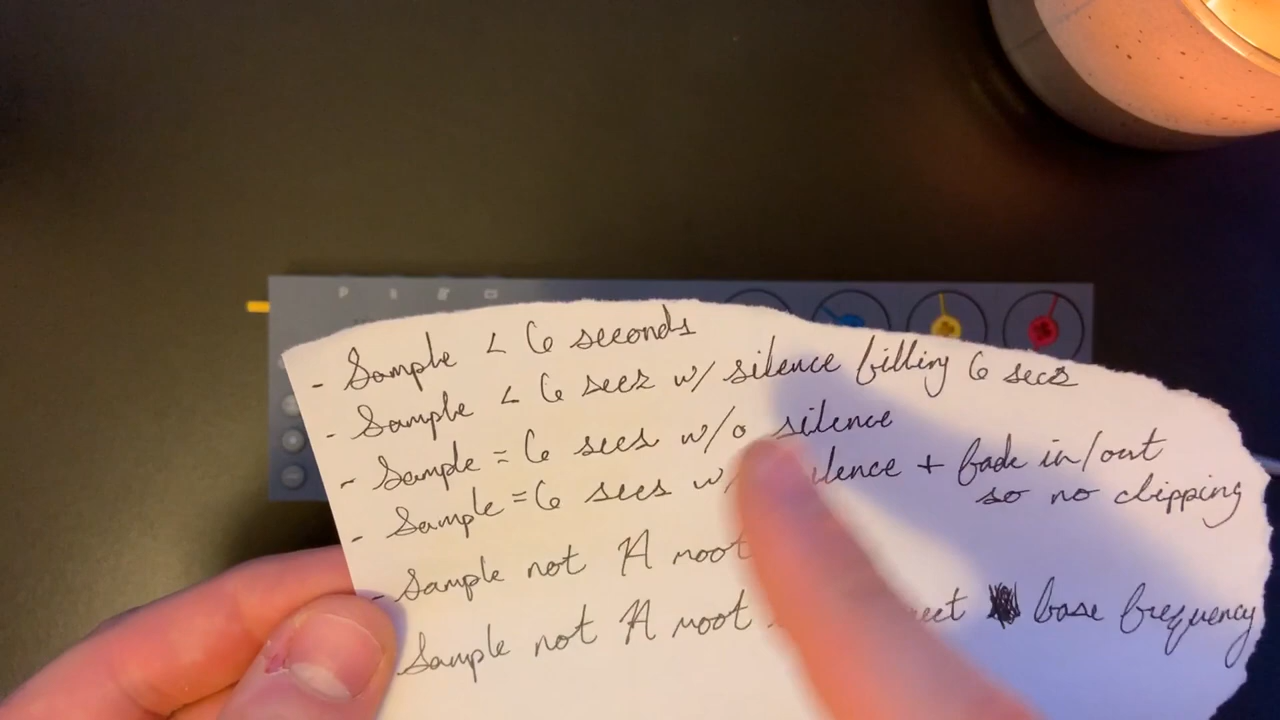 - Sample < 6 seconds
- Sample < 6 secs w/ silence filling 6 secs
- Sample = 6 secs w/o silence
- Sample = 6 secs + fade in/out
so no clipping
- Sample not A root
- Sample not A root base frequency